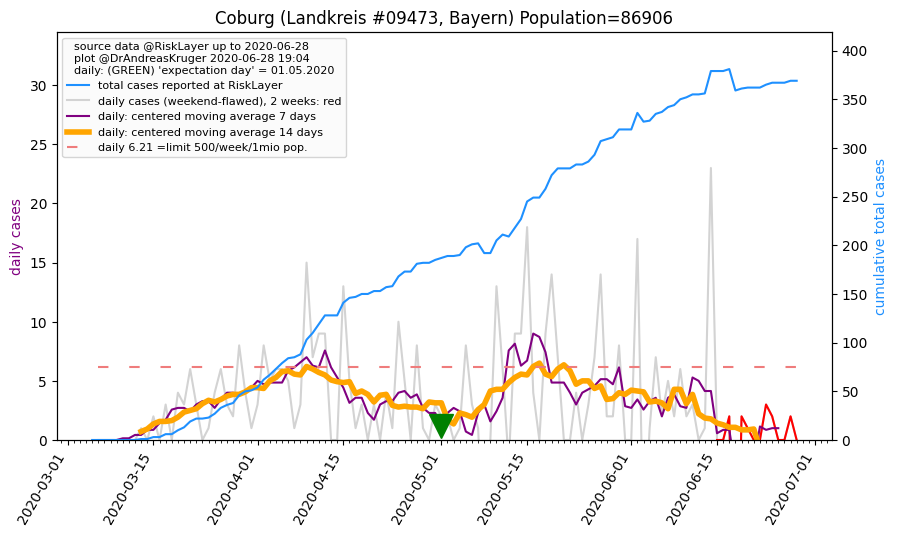 Coburg (Landkreis #09473, Bayern) Population=86906
source data @RiskLayer up to 2020-06-28
plot @DrAndreasKruger 2020-06-28 19:04
daily: (GREEN) 'expectation day' = 01.05.2020
total cases reported at RiskLayer
daily cases (weekend-flawed), 2 weeks: red
daily: centered moving average 7 days
daily: centered moving average 14 days
daily 6.21 =limit 500/week/1mio pop.
daily cases
30
25
20
15
10
5
0
cumulative total cases
400
350
300
250
200
150
100
50
0
2020-03-01
2020-03-15
2020-04-01
2020-04-15
2020-05-01
2020-05-15
2020-06-01
2020-06-15
2020-07-01